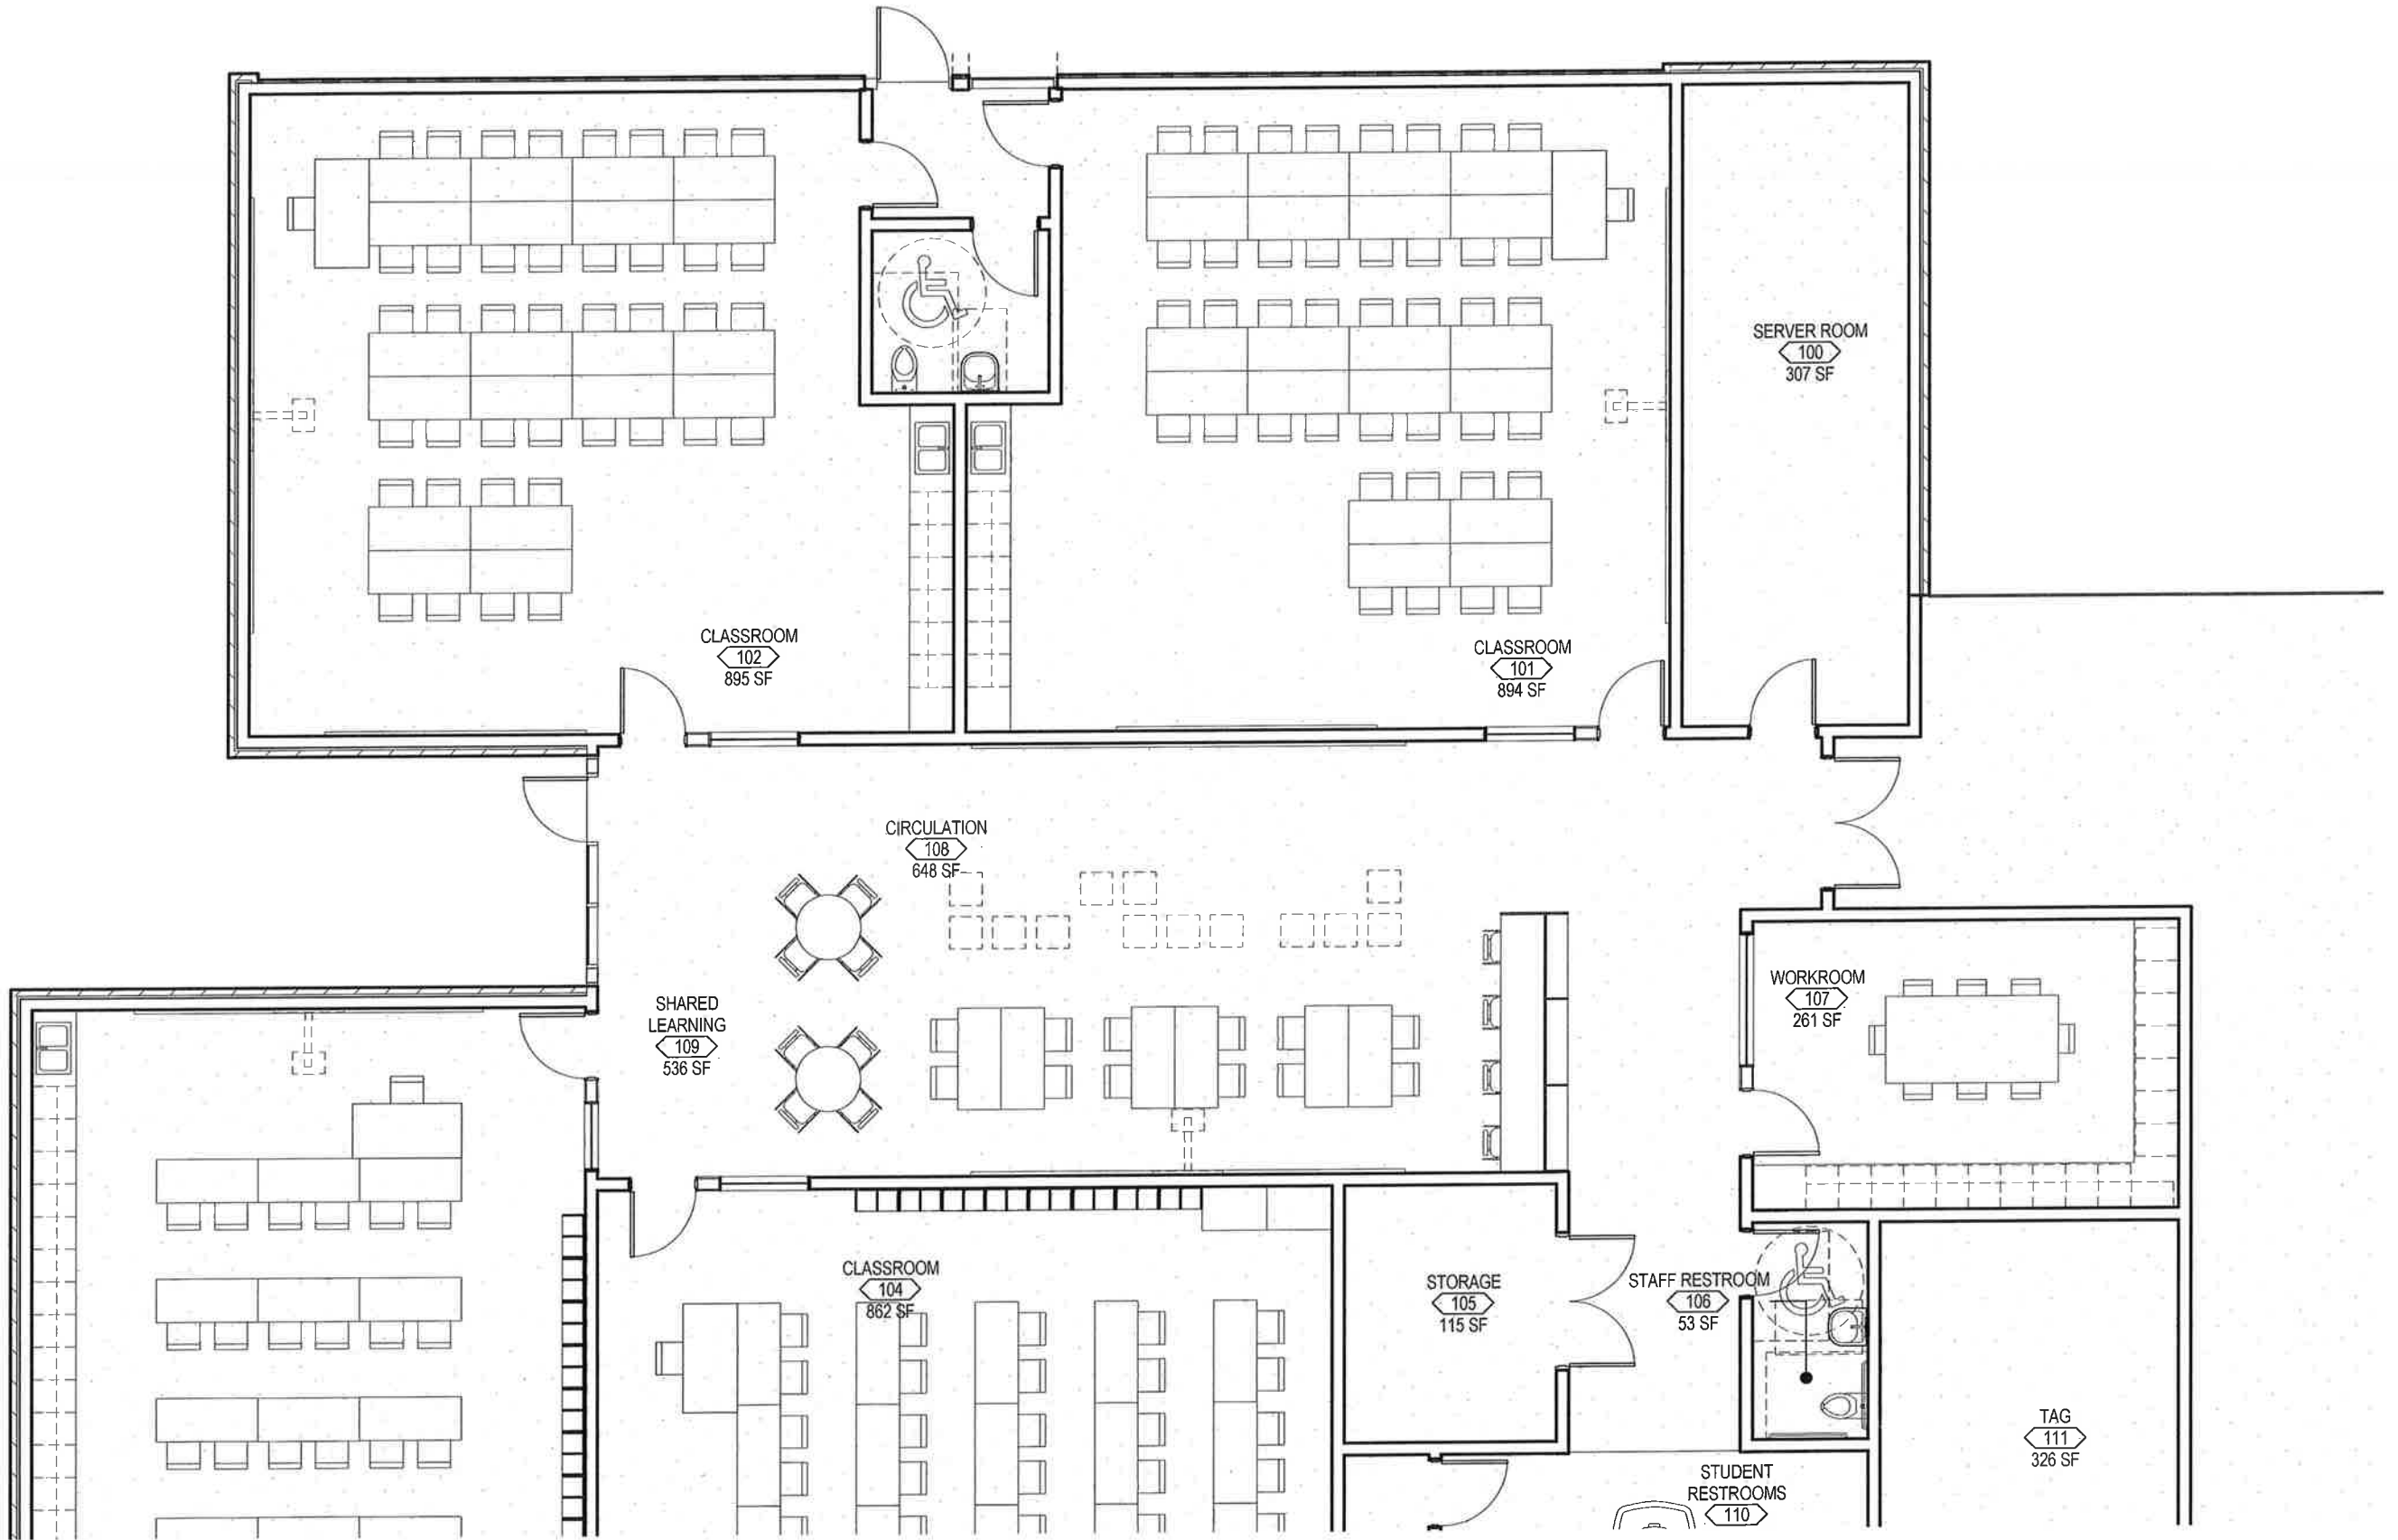 SERVER ROOM
100
307 SF
CLASSROOM
102
895 SF
CLASSROOM
101
894 SF
CIRCULATION
108
648 SF
SHARED
LEARNING
109
536 SF
WORKROOM
107
261 SF
CLASSROOM
104
862 SF
STORAGE
105
115 SF
STAFF RESTROOM
106
53 SF
TAG
111
326 SF
STUDENT
RESTROOMS
110